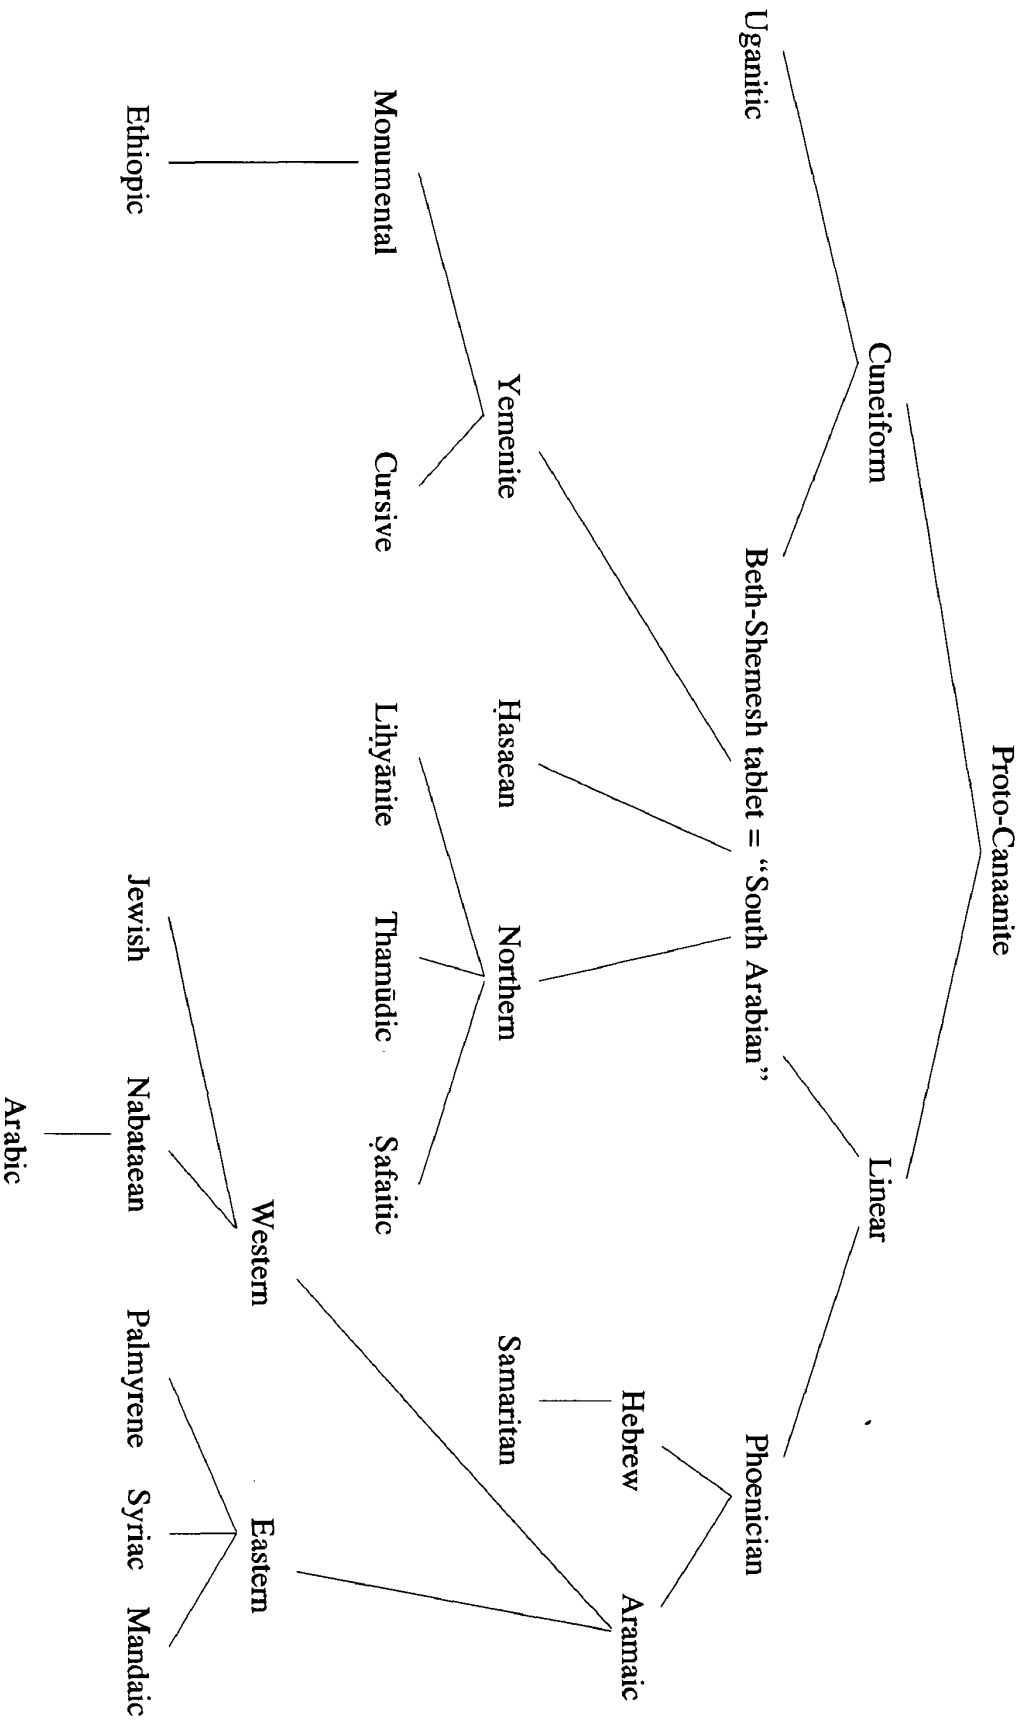 Proto-Canaanite
Cuneiform
Linear
Uganitic
Beth-Shemesh tablet = “South Arabian”
Phoenician
Hebrew
Aramaic
Yemenite
Ḥasaean
Northern
Samaritan
Monumental
Cursive
Liḥyānite
Thamūdic
Ṣafaitic
Western
Eastern
Ethiopic
Jewish
Nabataean
Palmyrene
Syriac
Mandaic
Arabic